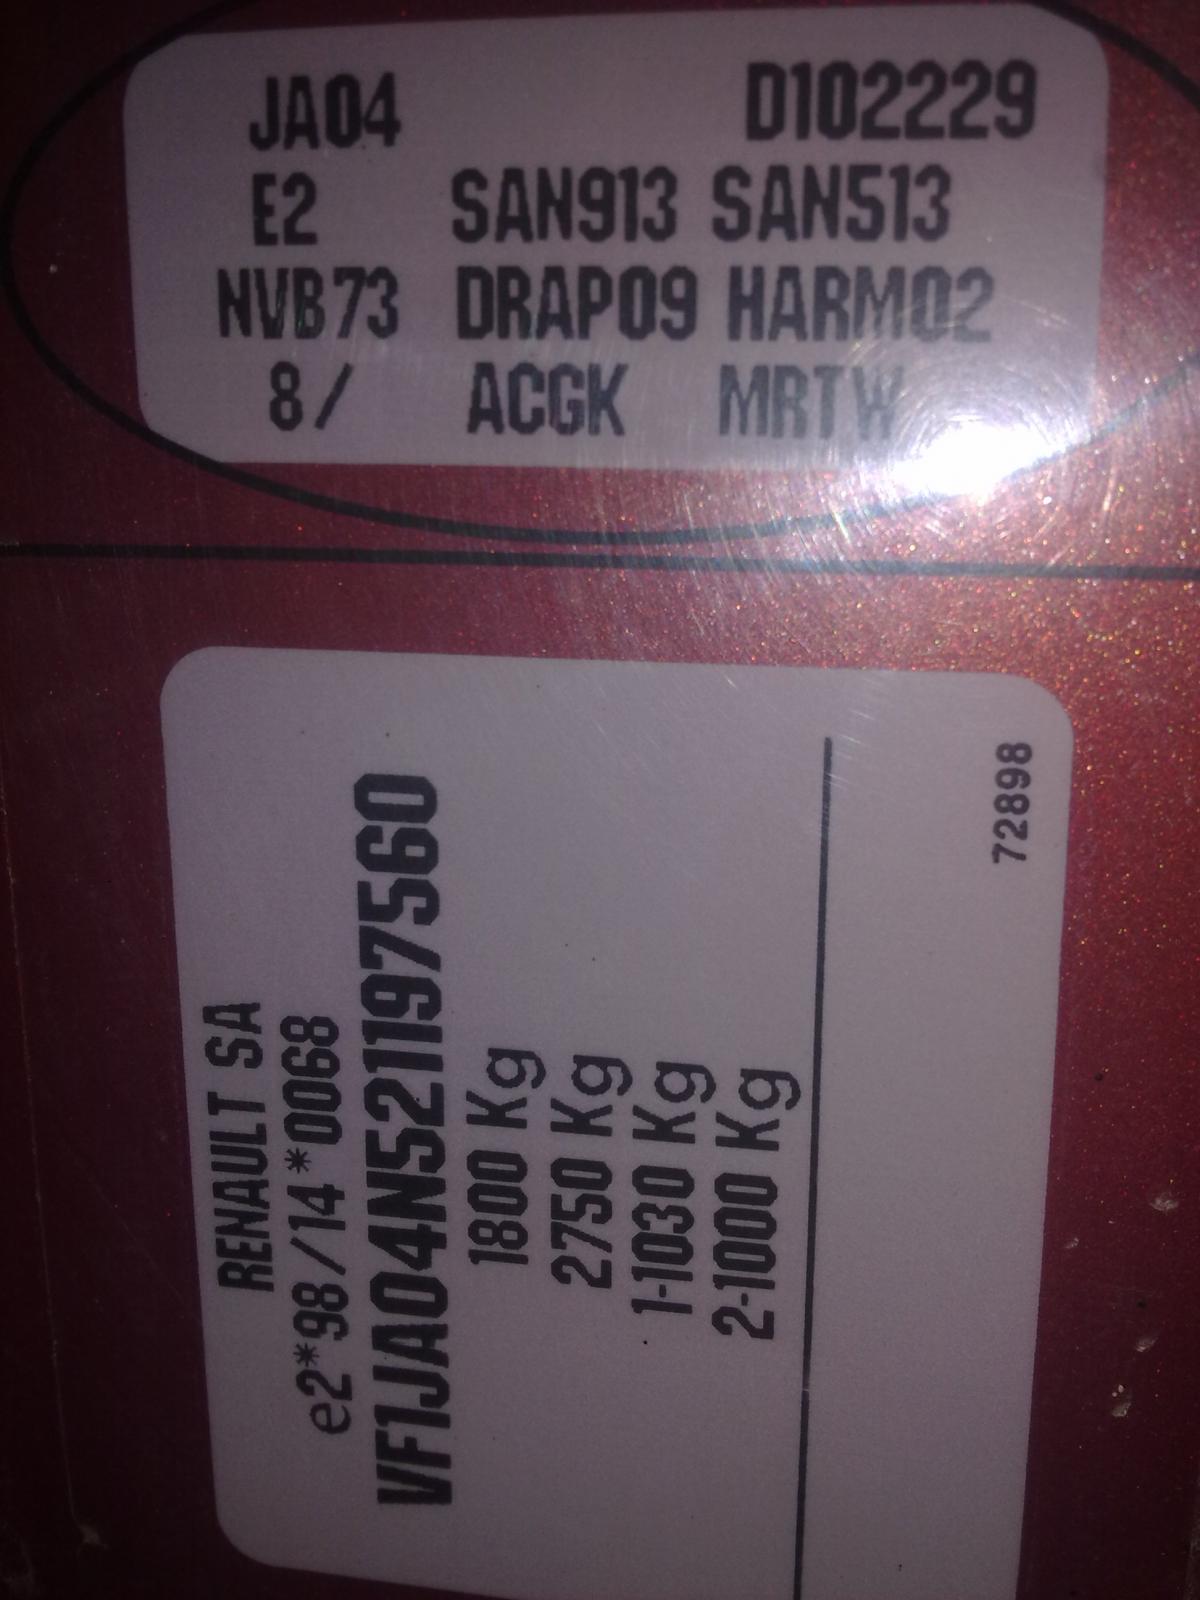 JA04 D102229
E2 SAN913 SAN513
NVB73 DRAP09 HARM02
8/ ACGK MRTW
RENAULT SA
e2*98/14*0068
VF1JA04N521197560
1800 Kg
2750 Kg
1-1030 Kg
2-1000 Kg
72898